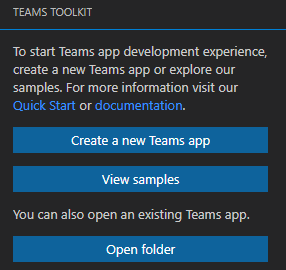 TEAMS TOOLKIT
To start Teams app development experience,
create a new Teams app or explore our
samples. For more information visit our
Quick Start or documentation.
Create a new Teams app
View samples
You can also open an existing Teams app.
Open folder